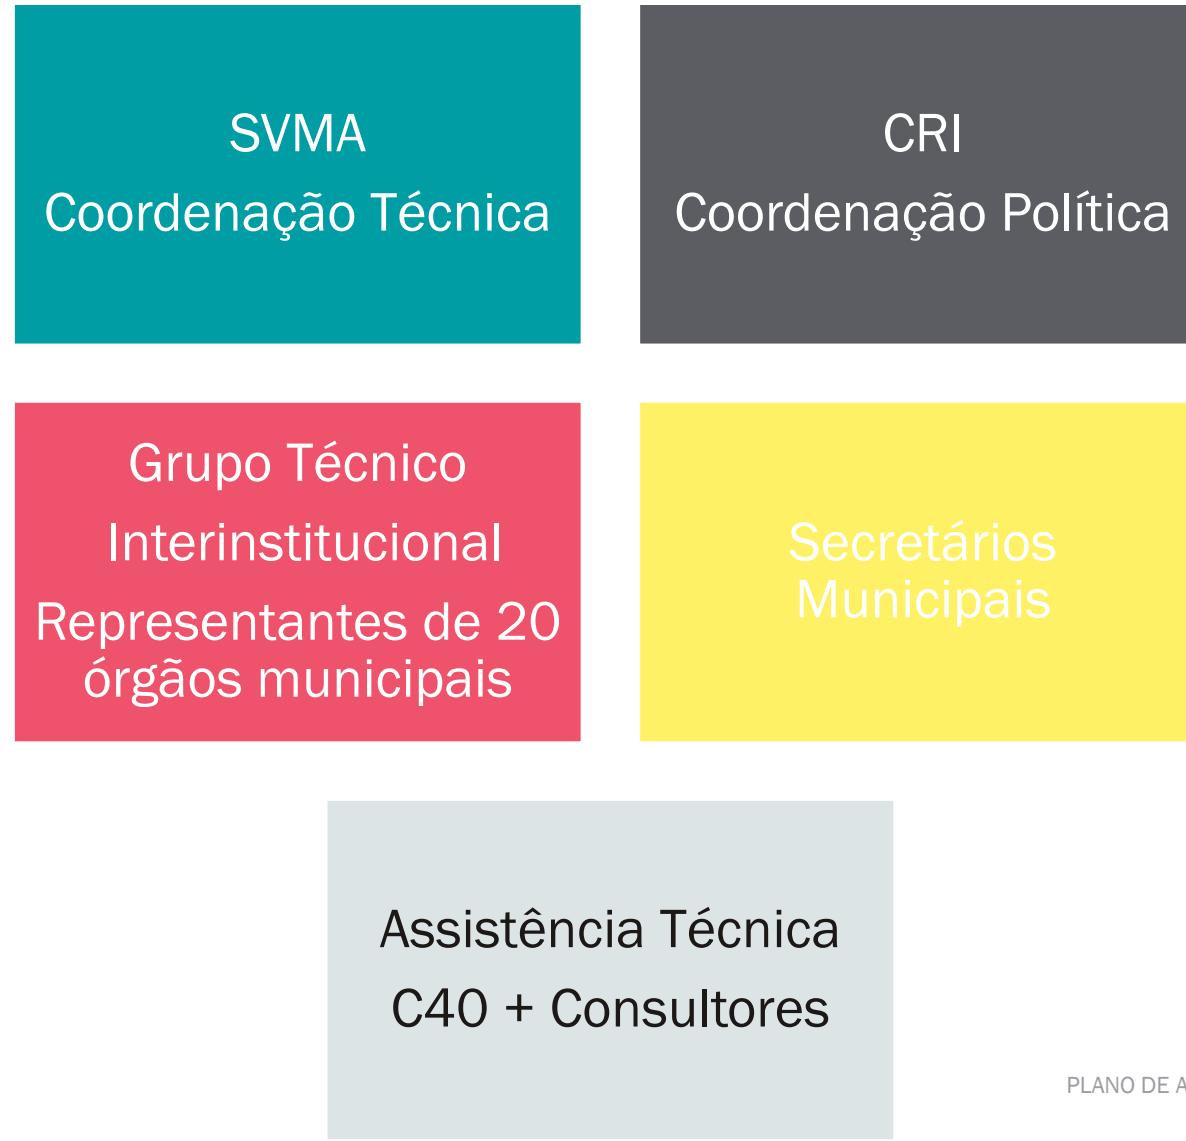 SVMA
Coordenação Técnica
CRI
Coordenação Política
Grupo Técnico
Interinstitucional
Representantes de 20
órgãos municipais
Secretários
Municipais
Assistência Técnica
C40 + Consultores
PLANO DE A